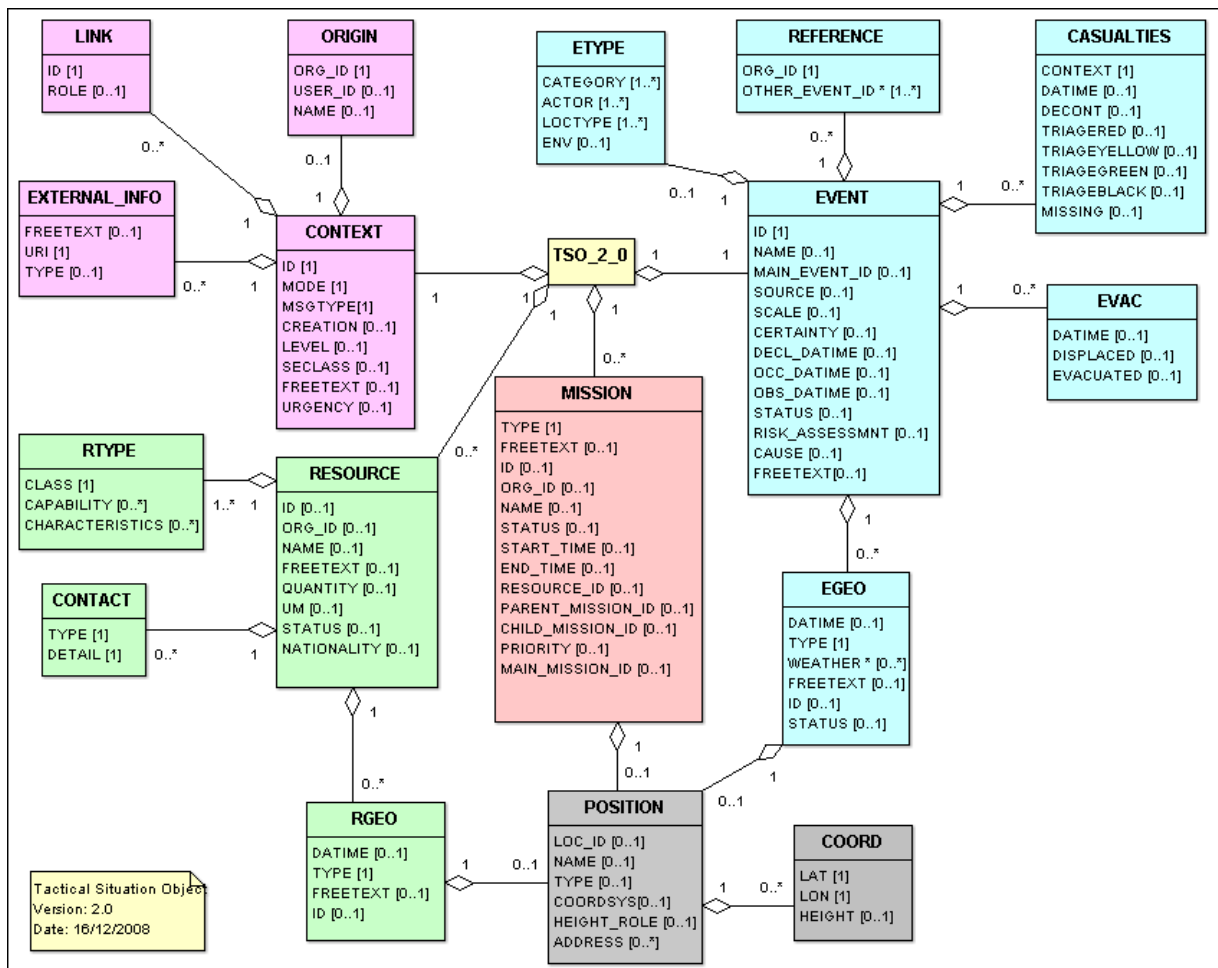 LINK
ID [1]
ROLE [0..1]
ORIGIN
ORG_ID [1]
USER_ID [0..1]
NAME [0..1]
ETYPE
CATEGORY [1..*]
ACTOR [1..*]
LOCTYPE [1..*]
ENV [0..1]
REFERENCE
ORG_ID [1]
OTHER_EVENT_ID * [1..*]
CASUALTIES
CONTEXT [1]
DATIME [0..1]
DECONT [0..1]
TRIAGERED [0..1]
TRIAGEYELLOW [0..1]
TRIAGEGREEN [0..1]
TRIAGEBLACK [0..1]
MISSING [0..1]
0..*
1
0..1
1
0..1
1
0..*
1
1
0..*
EXTERNAL_INFO
FREETEXT [0..1]
URI [1]
TYPE [0..1]
0..*
1
CONTEXT
ID [1]
MODE [1]
MSGTYPE[1]
CREATION [0..1]
LEVEL [0..1]
SECLASS [0..1]
FREETEXT [0..1]
URGENCY [0..1]
1
1
TSO_2_0
1
1
1
1
0..*
0..*
EVENT
ID [1]
NAME [0..1]
MAIN_EVENT_ID [0..1]
SOURCE [0..1]
SCALE [0..1]
CERTAINTY [0..1]
DECL_DATIME [0..1]
OCC_DATIME [0..1]
OBS_DATIME [0..1]
STATUS [0..1]
RISK_ASSESSMNT [0..1]
CAUSE [0..1]
FREETEXT[0..1]
1
0..*
EVAC
DATIME [0..1]
DISPLACED [0..1]
EVACUATED [0..1]
RTYPE
CLASS [1]
CAPABILITY [0..*]
CHARACTERISTICS [0..*]
1..*
1
RESOURCE
ID [0..1]
ORG_ID [0..1]
NAME [0..1]
FREETEXT [0..1]
QUANTITY [0..1]
UM [0..1]
STATUS [0..1]
NATIONALITY [0..1]
MISSION
TYPE [1]
FREETEXT [0..1]
ID [0..1]
ORG_ID [0..1]
NAME [0..1]
STATUS [0..1]
START_TIME [0..1]
END_TIME [0..1]
RESOURCE_ID [0..1]
PARENT_MISSION_ID [0..1]
CHILD_MISSION_ID [0..1]
PRIORITY [0..1]
MAIN_MISSION_ID [0..1]
1
0..*
CONTACT
TYPE [1]
DETAIL [1]
0..*
1
EGEO
DATIME [0..1]
TYPE [1]
WEATHER * [0..*]
FREETEXT [0..1]
ID [0..1]
STATUS [0..1]
1
0..*
1
0..1
1
0..1
RGEO
DATIME [0..1]
TYPE [1]
FREETEXT [0..1]
ID [0..1]
1
0..1
POSITION
LOC_ID [0..1]
NAME [0..1]
TYPE [0..1]
COORDSYS[0..1]
HEIGHT_ROLE [0..1]
ADDRESS [0..*]
1
0..*
COORD
LAT [1]
LON [1]
HEIGHT [0..1]
Tactical Situation Object
Version: 2.0
Date: 16/12/2008